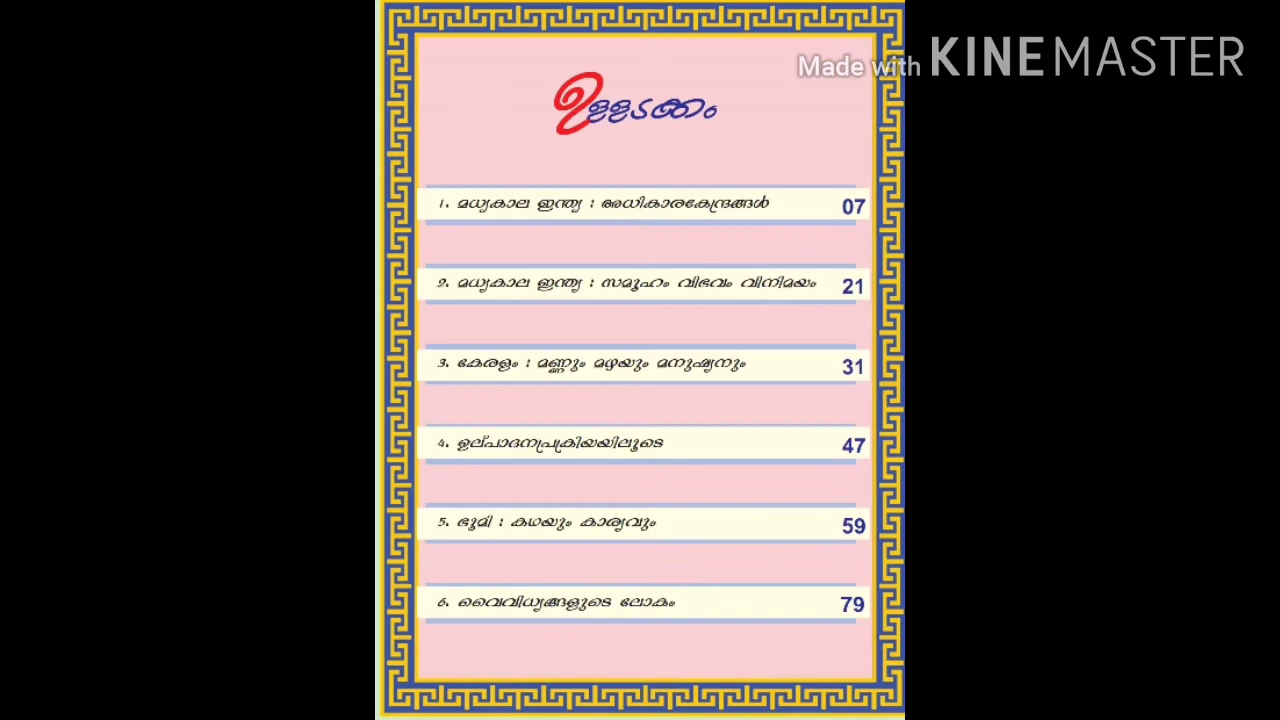 Made with KINEMASTER
ഉള്ളടക്കം
1. മധ്യകാല ഇന്ത്യ : അധികാരകേന്ദ്രങ്ങൾ 07
2. മധ്യകാല ഇന്ത്യ : സമൂഹം വിഭവം വിനിമയം 21
3. കേരളം : മണ്ണും മഴയും മനുഷ്യനും 31
4. ഉല്പാദനപ്രക്രിയയിലൂടെ 47
5. ഭൂമി : കഥയും കാര്യവും 59
6. വൈവിധ്യങ്ങളുടെ ലോകം 79